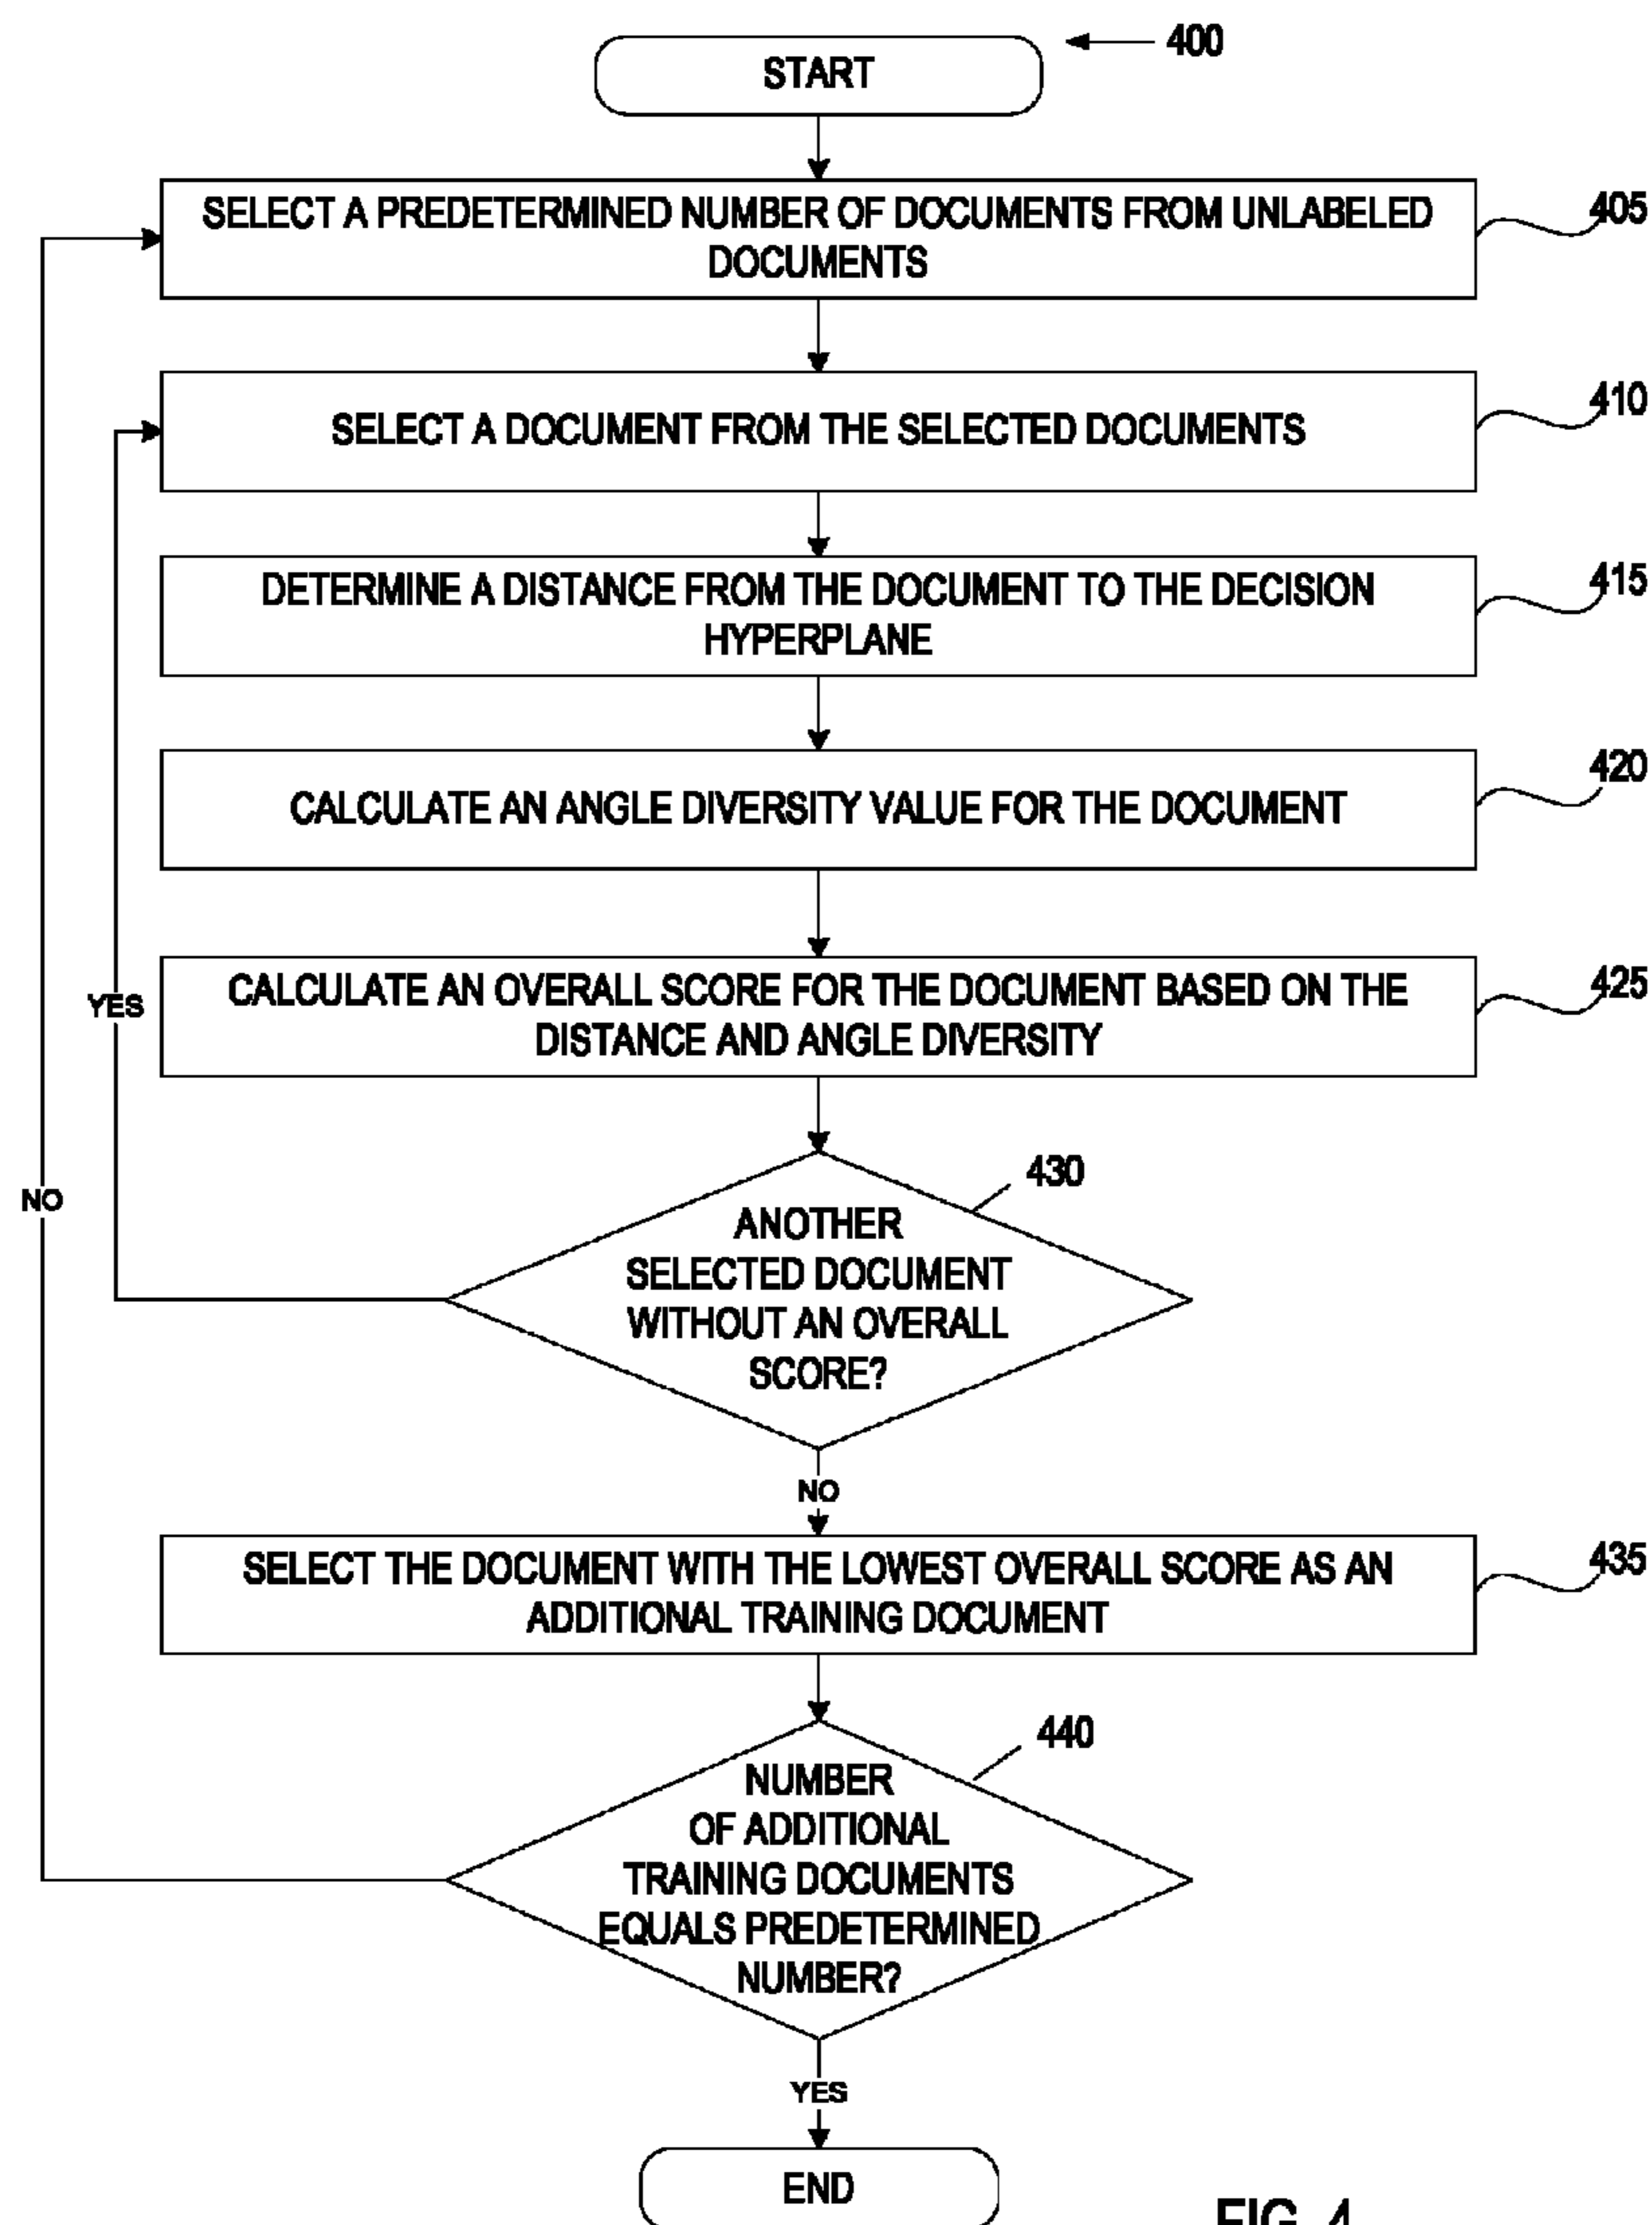 START
400
SELECT A PREDETERMINED NUMBER OF DOCUMENTS FROM UNLABELED
DOCUMENTS
405
SELECT A DOCUMENT FROM THE SELECTED DOCUMENTS
410
DETERMINE A DISTANCE FROM THE DOCUMENT TO THE DECISION
HYPERPLANE
415
CALCULATE AN ANGLE DIVERSITY VALUE FOR THE DOCUMENT
420
CALCULATE AN OVERALL SCORE FOR THE DOCUMENT BASED ON THE
DISTANCE AND ANGLE DIVERSITY
425
YES
NO
430
ANOTHER
SELECTED DOCUMENT
WITHOUT AN OVERALL
SCORE?
NO
SELECT THE DOCUMENT WITH THE LOWEST OVERALL SCORE AS AN
ADDITIONAL TRAINING DOCUMENT
435
440
NUMBER
OF ADDITIONAL
TRAINING DOCUMENTS
EQUALS PREDETERMINED
NUMBER?
YES
END
FIG. 4